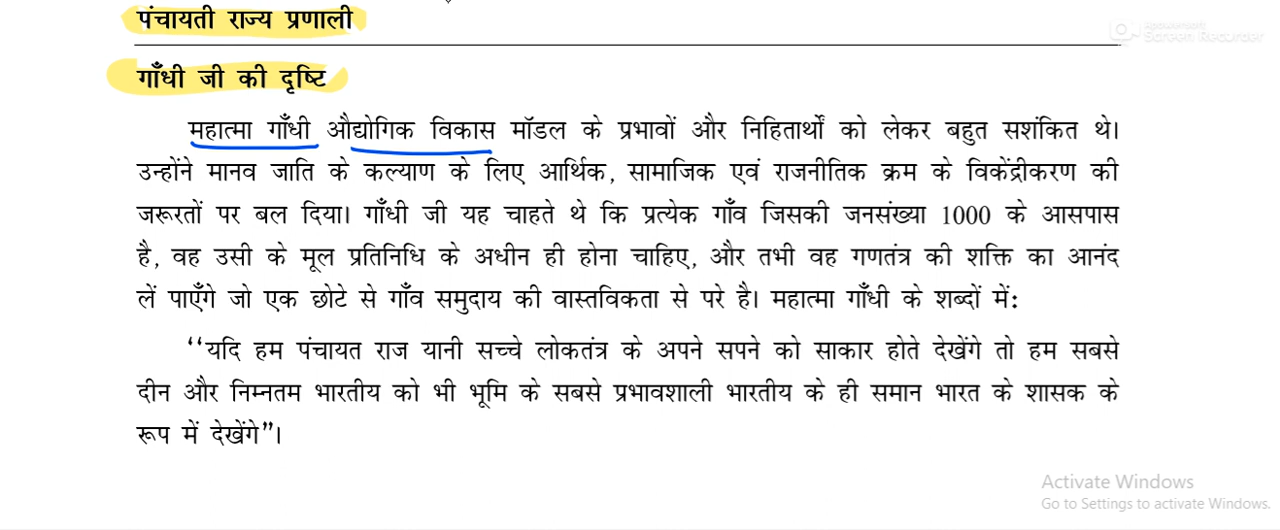 पंचायती राज्य प्रणाली
गाँधी जी की दृष्टि
महात्मा गाँधी औद्योगिक विकास मॉडल के प्रभावों और निहितार्थों को लेकर बहुत सशंकित थे।
उन्होंने मानव जाति के कल्याण के लिए आर्थिक, सामाजिक एवं राजनीतिक क्रम के विकेंद्रीकरण की
जरूरतों पर बल दिया। गाँधी जी यह चाहते थे कि प्रत्येक गाँव जिसकी जनसंख्या 1000 के आसपास
है, वह उसी के मूल प्रतिनिधि के अधीन ही होना चाहिए, और तभी वह गणतंत्र की शक्ति का आनंद
लें पाएँगे जो एक छोटे से गाँव समुदाय की वास्तविकता से परे है। महात्मा गाँधी के शब्दों में:
‘‘यदि हम पंचायत राज यानी सच्चे लोकतंत्र के अपने सपने को साकार होते देखेंगे तो हम सबसे
दीन और निम्नतम भारतीय को भी भूमि के सबसे प्रभावशाली भारतीय के ही समान भारत के शासक के
रूप में देखेंगे”।
Apowersoft
Screen Recorder
Activate Windows
Go to Settings to activate Windows.